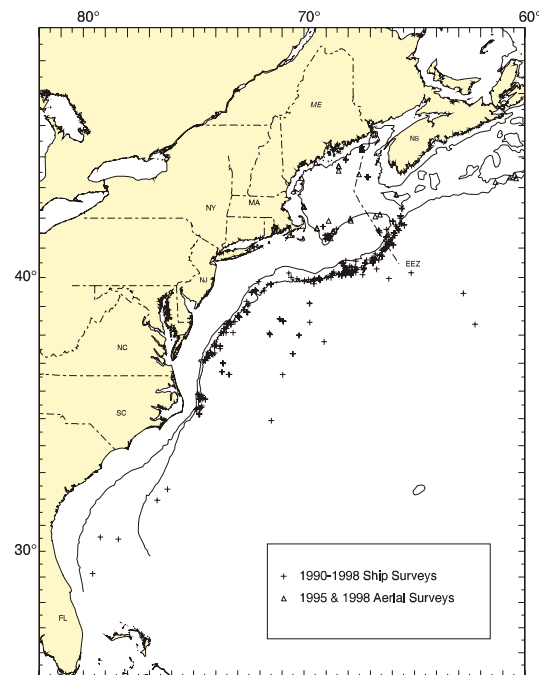 80° 70° 60°
ME
NS
NY MA
NJ
EEZ
40°
NC
SC
30°
FL
+ 1990-1998 Ship Surveys
△ 1995 & 1998 Aerial Surveys